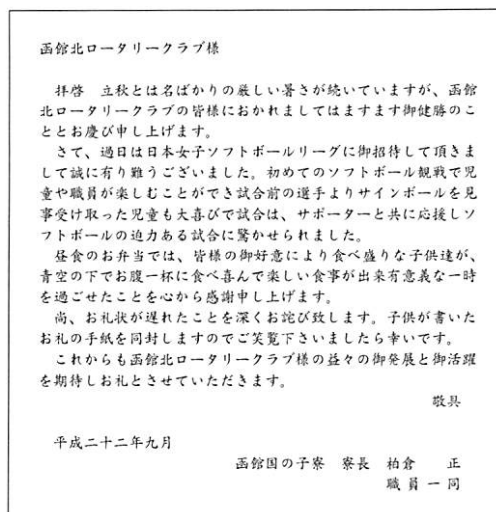 函館北ロータリークラブ様
拝啓　立秋とは名ばかりの厳しい暑さが続いていますが、函館
北ロータリークラブの皆様におかれましてはますます御健勝のこ
ととお慶び申し上げます。
さて、過日は日本女子ソフトボールリーグに御招待して頂きま
して誠に有り難うございました。初めてのソフトボール観戦で児
童や職員が楽しむことができ試合前の選手よりサインボールを見
事受け取った児童も大喜びで試合は、サポーターと共に応援しソ
フトボールの迫力ある試合に驚かせられました。
昼食のお弁当では、皆様の御好意により食べ盛りな子供達が、
青空の下でお腹一杯に食べ喜んで楽しい食事が出来有意義な一時
を過ごせたことを心から感謝申し上げます。
尚、お礼状が遅れたことを深くお詫び致します。子供が書いた
お礼の手紙を同封しますのでご笑覧下さいましたら幸いです。
これからも函館北ロータリークラブ様の益々の御発展と御活躍
を期待しお礼とさせていただきます。
敬具
平成二十二年九月
函館国の子寮　寮長　柏倉　正
職員一同